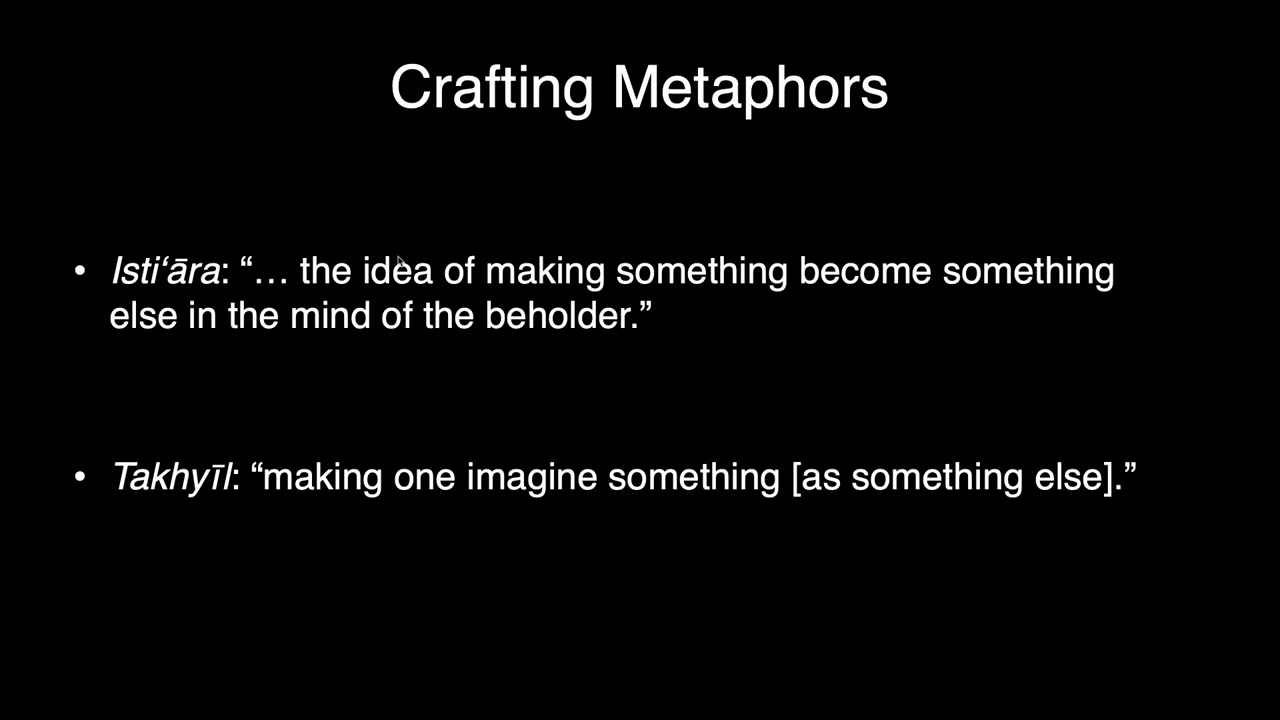 Crafting Metaphors
• Isti‘āra: “… the idea of making something become something
else in the mind of the beholder.”
• Takhyīl: “making one imagine something [as something else].”